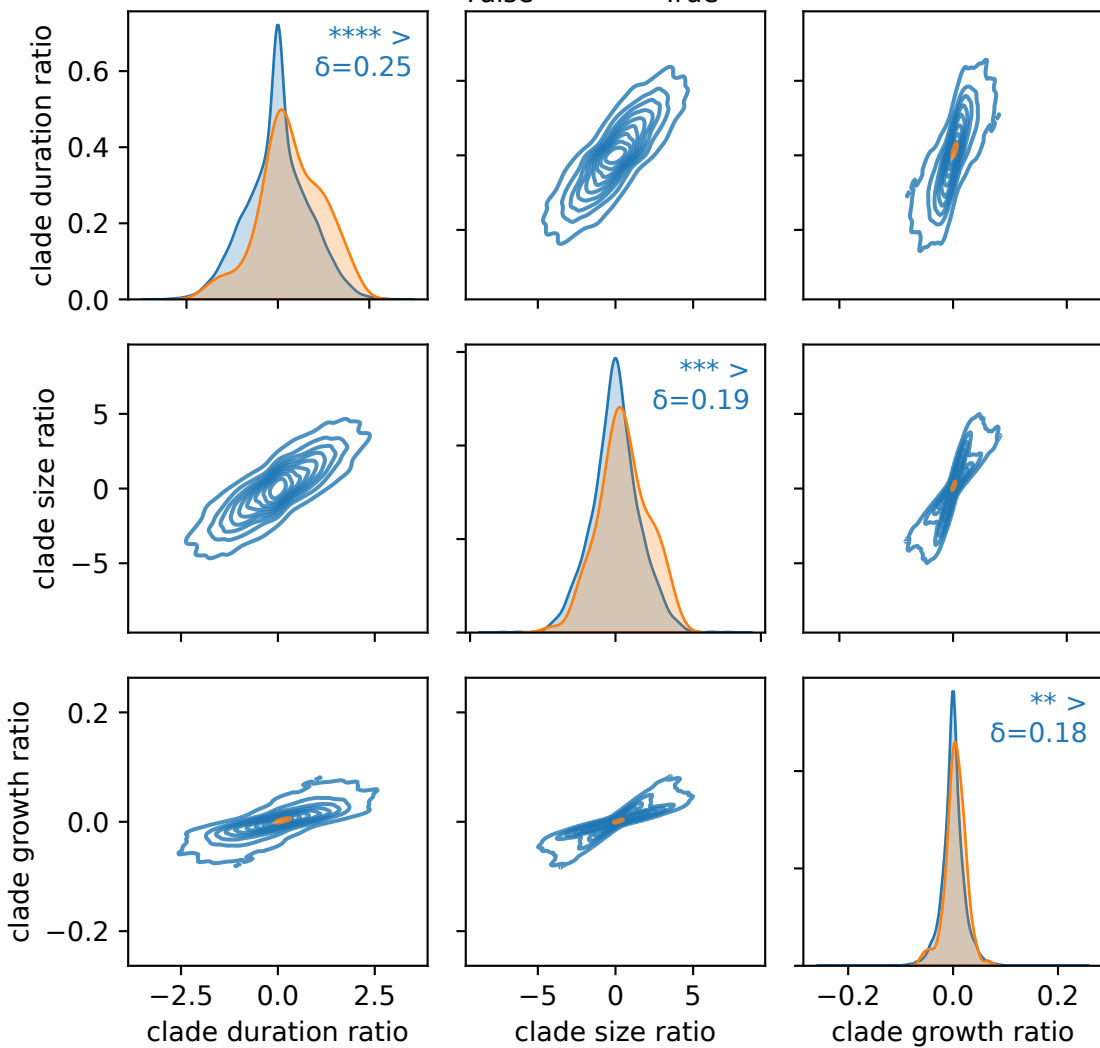 **** >
δ=0.25
clade duration ratio
0.6
0.4
0.2
0.0
*** >
δ=0.19
clade size ratio
5
0
−5
** >
δ=0.18
clade growth ratio
0.2
0.0
−0.2
−2.5 0.0 2.5
−5 0 5
−0.2 0.0 0.2
clade duration ratio
clade size ratio
clade growth ratio